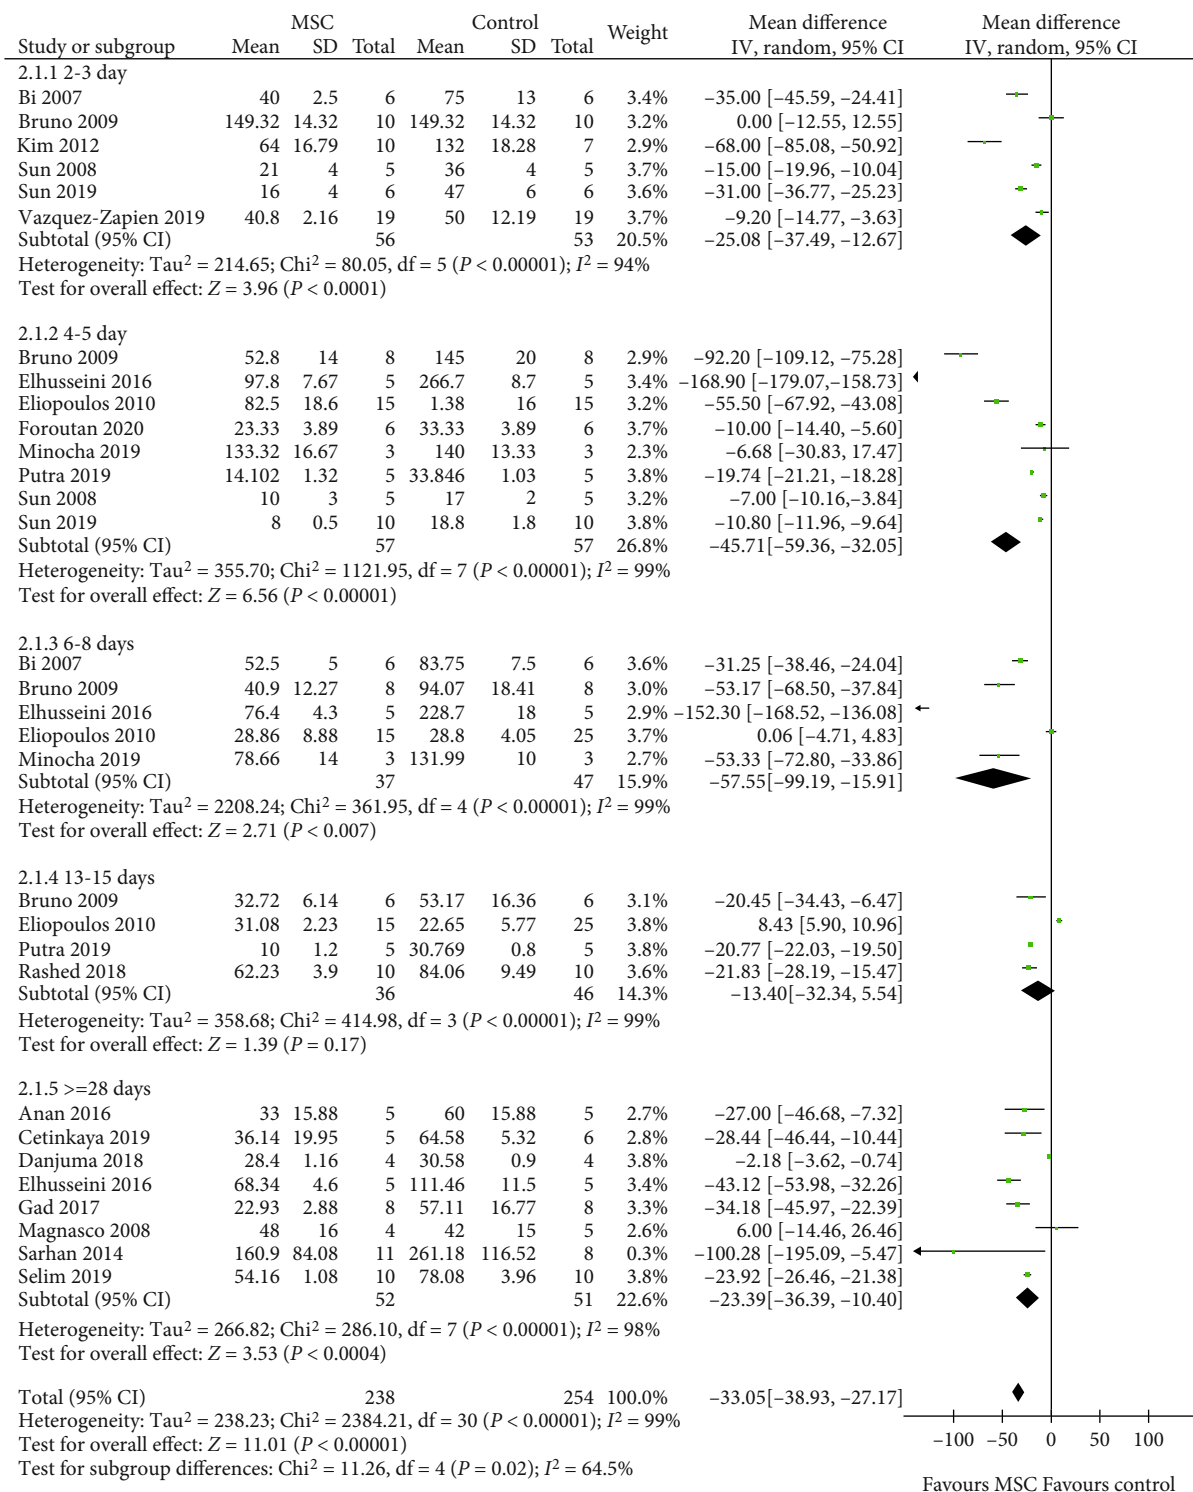 MSC Control Mean difference Mean difference
Study or subgroup Mean SD Total Mean SD Total Weight IV, random, 95% CI IV, random, 95% CI
2.1.1 2-3 day
Bi 2007 40 2.5 6 75 13 6 3.4% −35.00 [−45.59, −24.41]
Bruno 2009 149.32 14.32 10 149.32 14.32 10 3.2% 0.00 [−12.55, 12.55]
Kim 2012 64 16.79 10 132 18.28 7 2.9% −68.00 [−85.08, −50.92]
Sun 2008 21 4 5 36 4 5 3.7% −15.00 [−19.96, −10.04]
Sun 2019 16 4 6 47 6 6 3.6% −31.00 [−36.77, −25.23]
Vazquez-Zapien 2019 40.8 2.16 19 50 12.19 19 3.7% −9.20 [−14.77, −3.63]
Subtotal (95% CI) 56 53 20.5% −25.08 [−37.49, −12.67]
Heterogeneity: Tau² = 214.65; Chi² = 80.05, df = 5 (P < 0.00001); I² = 94%
Test for overall effect: Z = 3.96 (P < 0.0001)
2.1.2 4-5 day
Bruno 2009 52.8 14 8 145 20 8 2.9% −92.20 [−109.12, −75.28]
Elhusseini 2016 97.8 7.67 5 266.7 8.7 5 3.4% −168.90 [−179.07,−158.73]
Eliopoulos 2010 82.5 18.6 15 1.38 16 15 3.2% −55.50 [−67.92, −43.08]
Foroutan 2020 23.33 3.89 6 33.33 3.89 6 3.7% −10.00 [−14.40, −5.60]
Minocha 2019 133.32 16.67 3 140 13.33 3 2.3% −6.68 [−30.83, 17.47]
Putra 2019 14.102 1.32 5 33.846 1.03 5 3.8% −19.74 [−21.21, −18.28]
Sun 2008 10 3 5 17 2 5 3.2% −7.00 [−10.16,−3.84]
Sun 2019 8 0.5 10 18.8 1.8 10 3.8% −10.80 [−11.96, −9.64]
Subtotal (95% CI) 57 57 26.8% −45.71[−59.36, −32.05]
Heterogeneity: Tau² = 355.70; Chi² = 1121.95, df = 7 (P < 0.00001); I² = 99%
Test for overall effect: Z = 6.56 (P < 0.00001)
2.1.3 6-8 days
Bi 2007 52.5 5 6 83.75 7.5 6 3.6% −31.25 [−38.46, −24.04]
Bruno 2009 40.9 12.27 8 94.07 18.41 8 3.0% −53.17 [−68.50, −37.84]
Elhusseini 2016 76.4 4.3 5 228.7 18 5 2.9% −152.30 [−168.52, −136.08]
Eliopoulos 2010 28.86 8.88 15 28.8 4.05 25 3.7% 0.06 [−4.71, 4.83]
Minocha 2019 78.66 14 3 131.99 10 3 2.7% −53.33 [−72.80, −33.86]
Subtotal (95% CI) 37 47 15.9% −57.55[−99.19, −15.91]
Heterogeneity: Tau² = 2208.24; Chi² = 361.95, df = 4 (P < 0.00001); I² = 99%
Test for overall effect: Z = 2.71 (P < 0.007)
2.1.4 13-15 days
Bruno 2009 32.72 6.14 6 53.17 16.36 6 3.1% −20.45 [−34.43, −6.47]
Eliopoulos 2010 31.08 2.23 15 22.65 5.77 25 3.8% 8.43 [5.90, 10.96]
Putra 2019 10 1.2 5 30.769 0.8 5 3.8% −20.77 [−22.03, −19.50]
Rashed 2018 62.23 3.9 10 84.06 9.49 10 3.6% −21.83 [−28.19, −15.47]
Subtotal (95% CI) 36 46 14.3% −13.40[−32.34, 5.54]
Heterogeneity: Tau² = 358.68; Chi² = 414.98, df = 3 (P < 0.00001); I² = 99%
Test for overall effect: Z = 1.39 (P = 0.17)
2.1.5 >=28 days
Anan 2016 33 15.88 5 60 15.88 5 2.7% −27.00 [−46.68, −7.32]
Cetinkaya 2019 36.14 19.95 5 64.58 5.32 6 2.8% −28.44 [−46.44, −10.44]
Danjuma 2018 28.4 1.16 4 30.58 0.9 4 3.8% −2.18 [−3.62, −0.74]
Elhusseini 2016 68.34 4.6 5 111.46 11.5 5 3.4% −43.12 [−53.98, −32.26]
Gad 2017 22.93 2.88 8 57.11 16.77 8 3.3% −34.18 [−45.97, −22.39]
Magnasco 2008 48 16 4 42 15 5 2.6% 6.00 [−14.46, 26.46]
Sarhan 2014 160.9 84.08 11 261.18 116.52 8 0.3% −100.28 [−195.09, −5.47]
Selim 2019 54.16 1.08 10 78.08 3.96 10 3.8% −23.92 [−26.46, −21.38]
Subtotal (95% CI) 52 51 22.6% −23.39[−36.39, −10.40]
Heterogeneity: Tau² = 266.82; Chi² = 286.10, df = 7 (P < 0.00001); I² = 98%
Test for overall effect: Z = 3.53 (P < 0.0004)
Total (95% CI) 238 254 100.0% −33.05[−38.93, −27.17]
Heterogeneity: Tau² = 238.23; Chi² = 2384.21, df = 30 (P < 0.00001); I² = 99%
Test for overall effect: Z = 11.01 (P < 0.00001)
Test for subgroup differences: Chi² = 11.26, df = 4 (P = 0.02); I² = 64.5%
−100 −50 0 50 100
Favours MSC Favours control